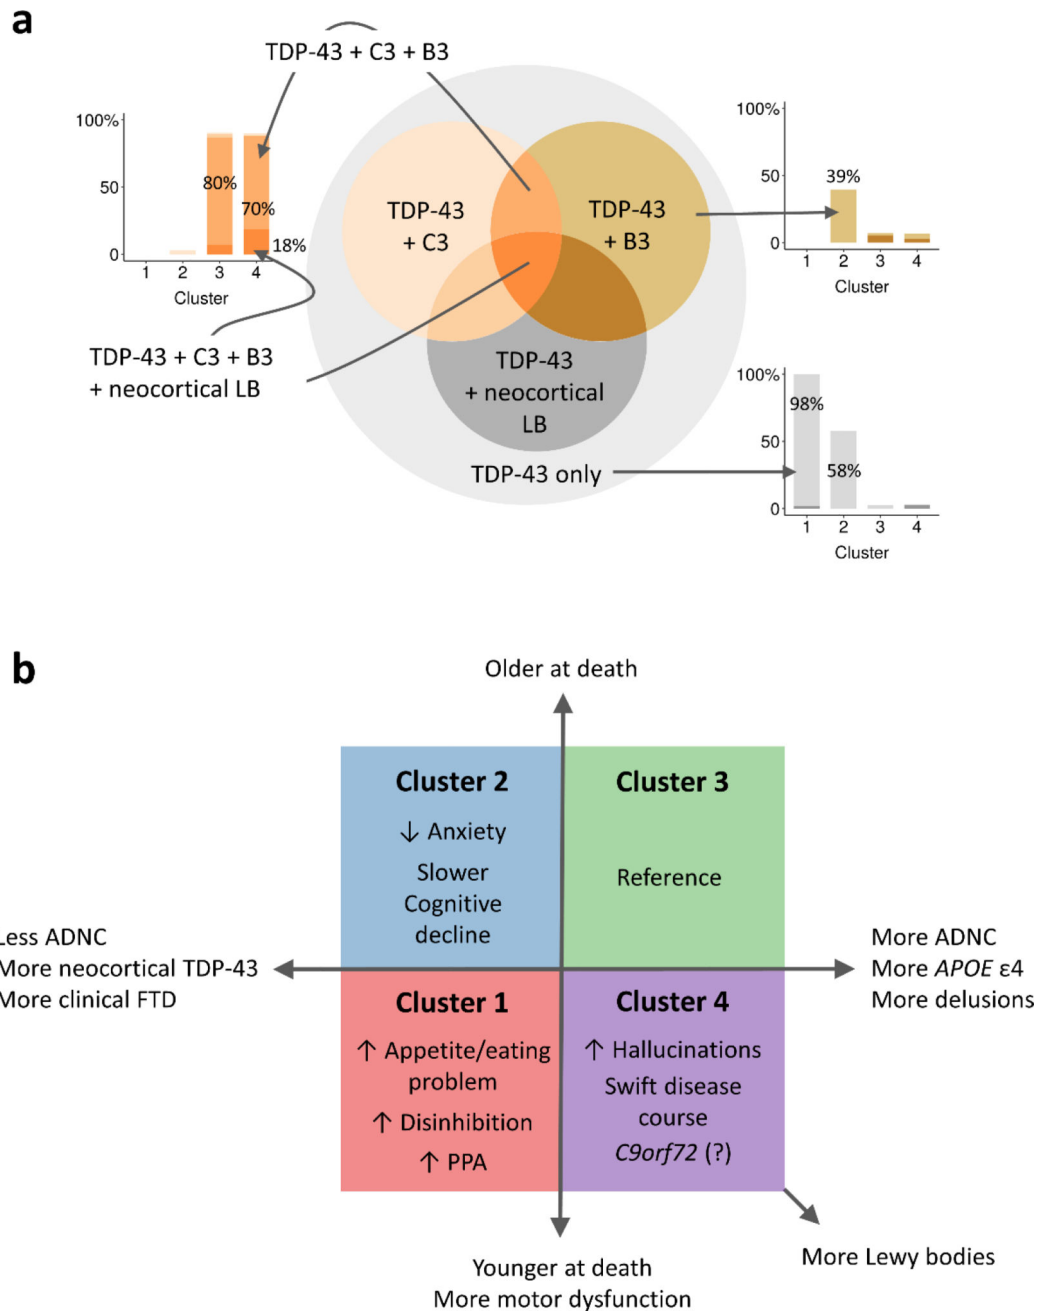 a
TDP-43 + C3 + B3
100%
50
0
80%
70%
18%
1 2 3 4
Cluster
TDP-43 + C3 + B3
+ neocortical LB
TDP-43
+ C3
TDP-43
+ B3
TDP-43
+ neocortical
LB
TDP-43 only
100%
50
0
39%
1 2 3 4
Cluster
100%
50
0
98%
58%
1 2 3 4
Cluster
b
Older at death
Cluster 2
↓ Anxiety
Slower
Cognitive
decline
Cluster 3
Reference
Less ADNC
More neocortical TDP-43
More clinical FTD
More ADNC
More APOE ε4
More delusions
Cluster 1
↑ Appetite/eating
problem
↑ Disinhibition
↑ PPA
Cluster 4
↑ Hallucinations
Swift disease
course
C9orf72 (?)
More Lewy bodies
Younger at death
More motor dysfunction